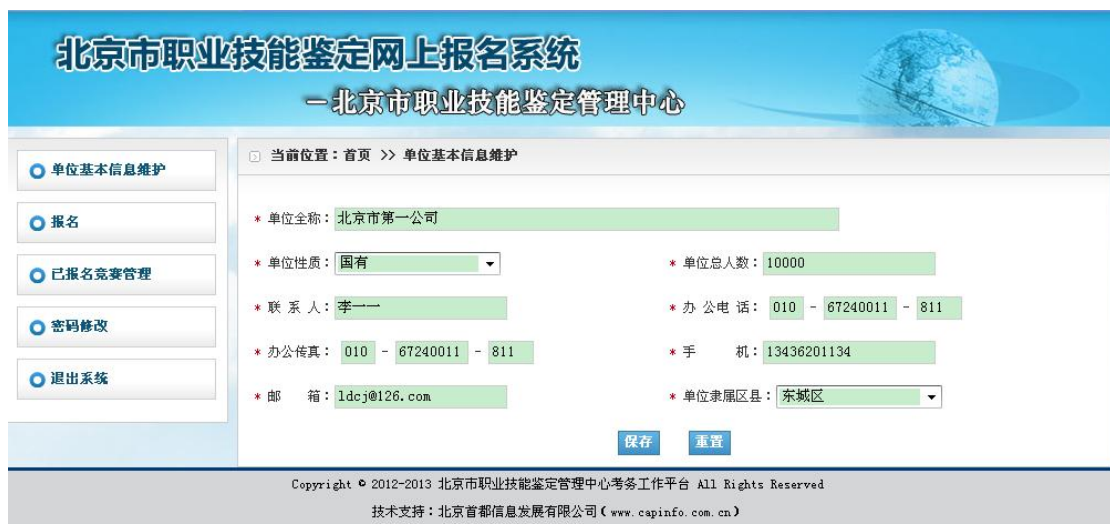 北京市职业技能鉴定网上报名系统
—北京市职业技能鉴定管理中心
单位基本信息维护
报名
已报名竞赛管理
密码修改
退出系统
当前位置：首页 >> 单位基本信息维护
* 单位全称：北京市第一公司
* 单位性质：国有 * 单位总人数：10000
* 联 系 人：李一一 * 办 公 电 话： 010 - 67240011 - 811
* 办公传真： 010 - 67240011 - 811 * 手 机：13436201134
* 邮 箱：ldcj@126.com * 单位隶属区县：东城区
保存 重置
Copyright © 2012-2013 北京市职业技能鉴定管理中心考务工作平台 All Rights Reserved
技术支持：北京首都信息发展有限公司(www.capinfo.com.cn)